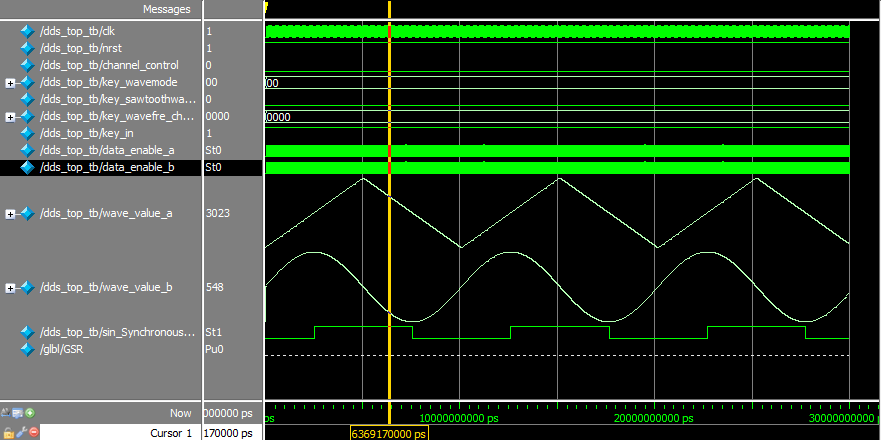 Messages
/dds_top_tb/clk 1
/dds_top_tb/nrst 1
/dds_top_tb/channel_control 0
/dds_top_tb/key_wavemode 00 00
/dds_top_tb/key_sawtoothwa... 0
/dds_top_tb/key_wavefre_ch... 0000 0000
/dds_top_tb/key_in 1
/dds_top_tb/data_enable_a St0
/dds_top_tb/data_enable_b St0
/dds_top_tb/wave_value_a 3023
/dds_top_tb/wave_value_b 548
/dds_top_tb/sin_Synchronous... St1
/glbl/GSR Pu0
Now 000000 ps ps 10000000000 ps 20000000000 ps 30000000000 ps
Cursor 1 170000 ps 6369170000 ps